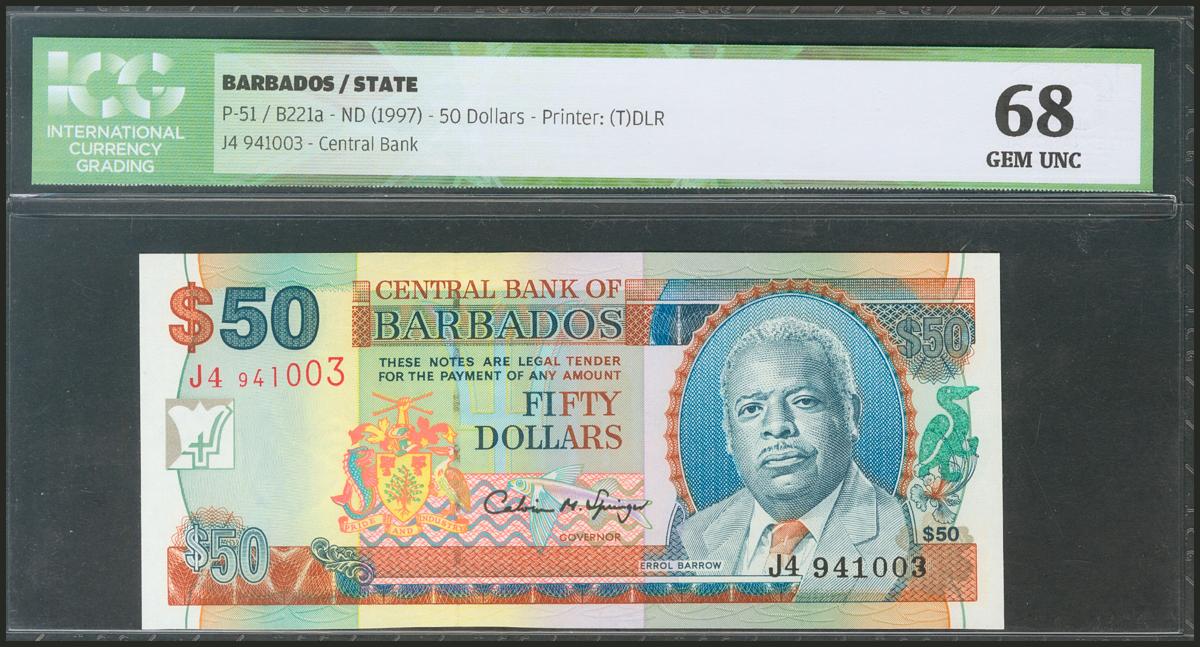 ICG
INTERNATIONAL
CURRENCY
GRADING
BARBADOS / STATE
P-51 / B221a - ND (1997) - 50 Dollars - Printer: (T)DLR
J4 941003 - Central Bank
68
GEM UNC
$50
CENTRAL BANK OF
BARBADOS
$50
THESE NOTES ARE LEGAL TENDER
FOR THE PAYMENT OF ANY AMOUNT
J4 941003
FIFTY
DOLLARS
Calvin M. Springer
PRIDE AND INDUSTRY
GOVERNOR
$50
$50
ERROL BARROW
J4 941003